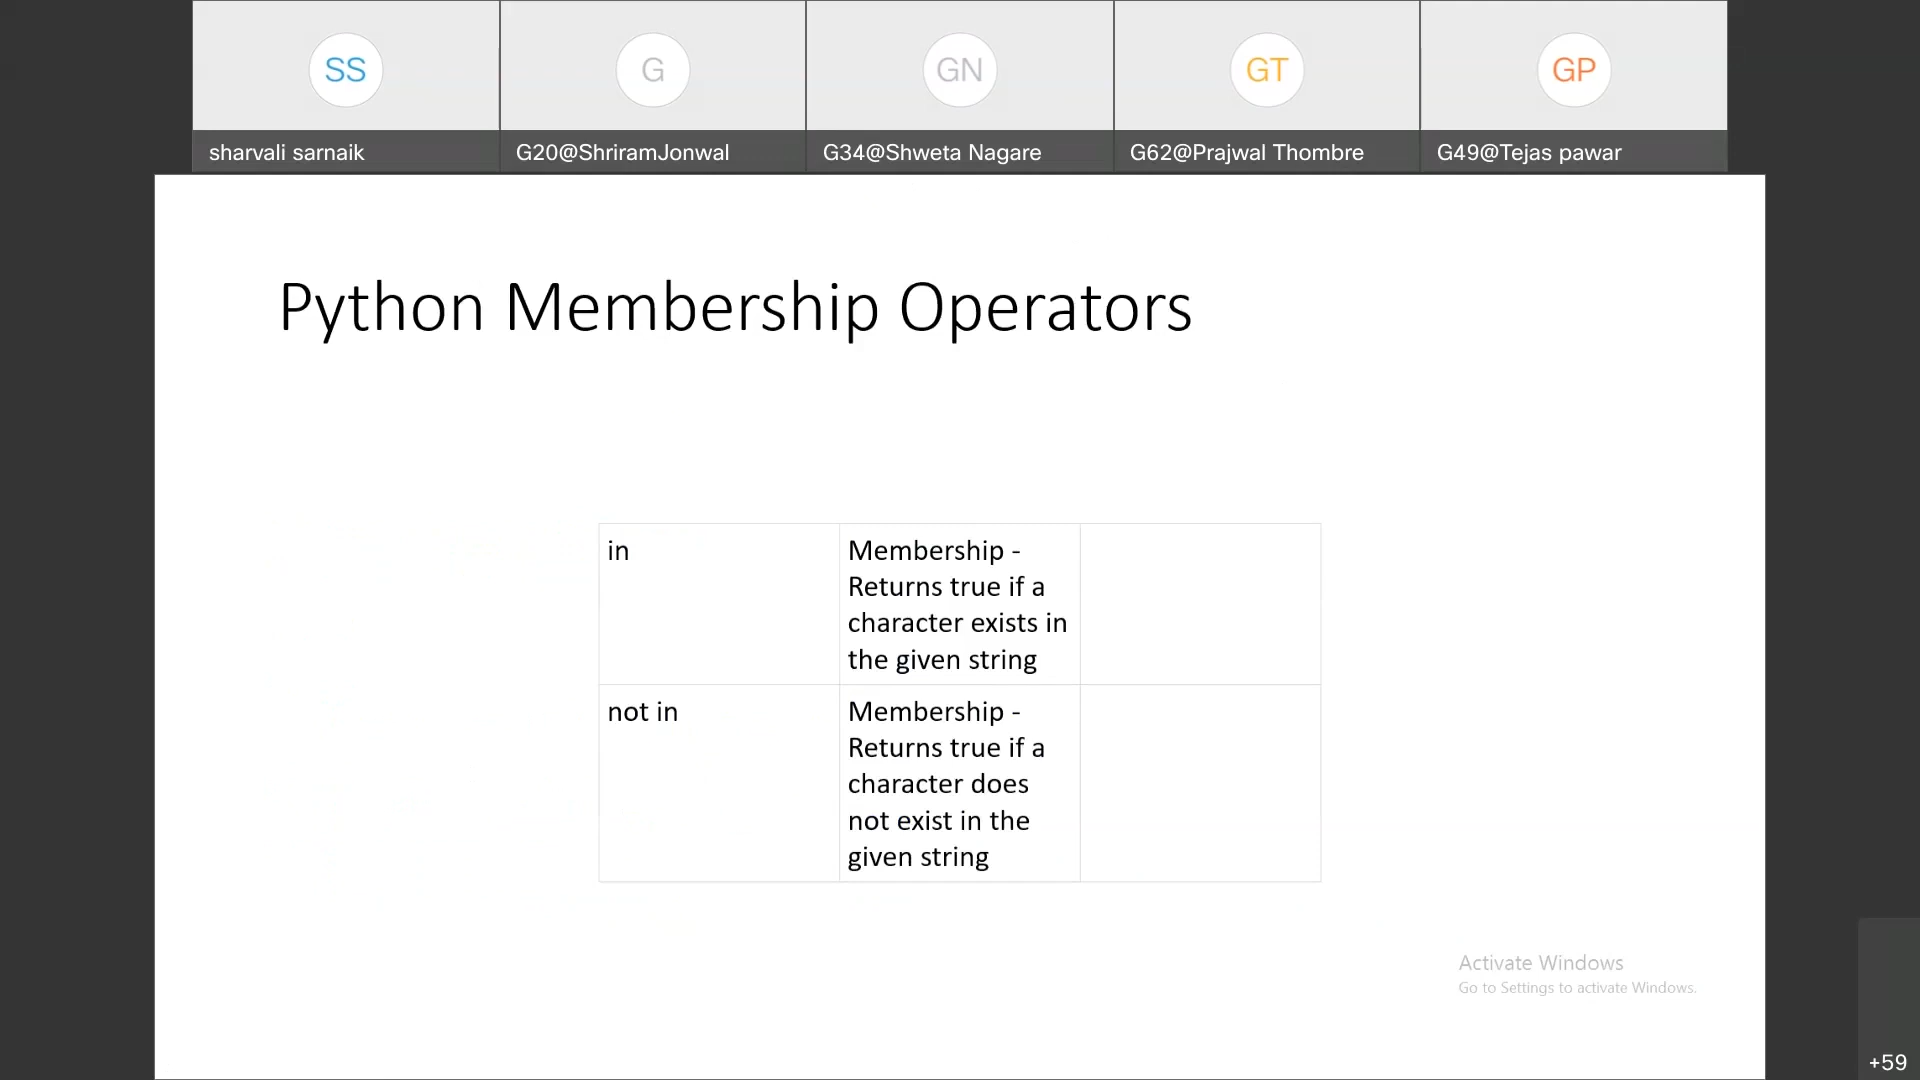 SS
G
GN
GT
GP
sharvali sarnaik
G20@ShriramJonwal
G34@Shweta Nagare
G62@Prajwal Thombre
G49@Tejas pawar
Python Membership Operators
in
Membership -
Returns true if a
character exists in
the given string
not in
Membership -
Returns true if a
character does
not exist in the
given string
Activate Windows
Go to Settings to activate Windows.
+59